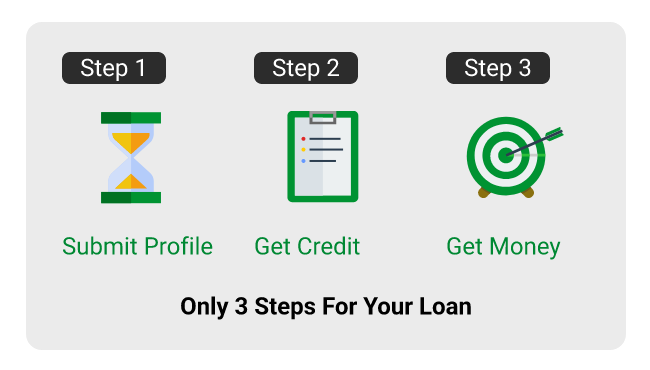 Step 1
Step 2
Step 3
Submit Profile
Get Credit
Get Money
Only 3 Steps For Your Loan